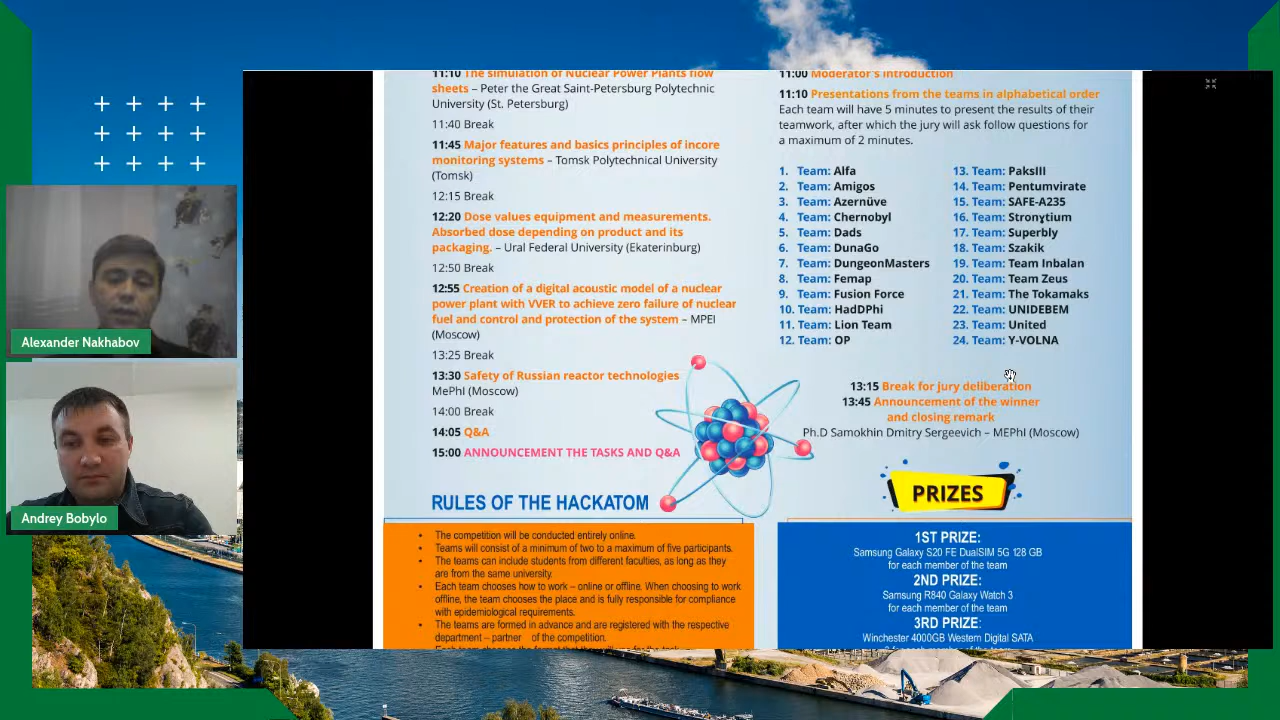 11:10 The simulation of Nuclear Power Plants flow
sheets – Peter the Great Saint-Petersburg Polytechnic
University (St. Petersburg)
11:40 Break
11:45 Major features and basics principles of incore
monitoring systems – Tomsk Polytechnical University
(Tomsk)
12:15 Break
12:20 Dose values equipment and measurements.
Absorbed dose depending on product and its
packaging. – Ural Federal University (Ekaterinburg)
12:50 Break
12:55 Creation of a digital acoustic model of a nuclear
power plant with VVER to achieve zero failure of nuclear
fuel and control and protection of the system – MPEI
(Moscow)
13:25 Break
13:30 Safety of Russian reactor technologies
MePhI (Moscow)
14:00 Break
14:05 Q&A
15:00 ANNOUNCEMENT THE TASKS AND Q&A
RULES OF THE HACKATOM
• The competition will be conducted entirely online.
• Teams will consist of a minimum of two to a maximum of five participants.
• The teams can include students from different faculties, as long as they
are from the same university.
• Each team chooses how to work – online or offline. When choosing to work
offline, the team chooses the place and is fully responsible for compliance
with epidemiological requirements.
• The teams are formed in advance and are registered with the respective
department – partner of the competition.
11:00 Moderator's introduction
11:10 Presentations from the teams in alphabetical order
Each team will have 5 minutes to present the results of their
teamwork, after which the jury will ask follow questions for
a maximum of 2 minutes.
1. Team: Alfa
2. Team: Amigos
3. Team: Azernüve
4. Team: Chernobyl
5. Team: Dads
6. Team: DunaGo
7. Team: DungeonMasters
8. Team: Femap
9. Team: Fusion Force
10. Team: HadDPhi
11. Team: Lion Team
12. Team: OP
13. Team: PaksIII
14. Team: Pentumvirate
15. Team: SAFE-A235
16. Team: Stronɣtium
17. Team: Superbly
18. Team: Szakik
19. Team: Team Inbalan
20. Team: Team Zeus
21. Team: The Tokamaks
22. Team: UNIDEBEM
23. Team: United
24. Team: Y-VOLNA
13:15 Break for jury deliberation
13:45 Announcement of the winner
and closing remark
Ph.D Samokhin Dmitry Sergeevich – MEPhI (Moscow)
PRIZES
1ST PRIZE:
Samsung Galaxy S20 FE DualSIM 5G 128 GB
for each member of the team
2ND PRIZE:
Samsung R840 Galaxy Watch 3
for each member of the team
3RD PRIZE:
Winchester 4000GB Western Digital SATA
Alexander Nakhabov
Andrey Bobylo